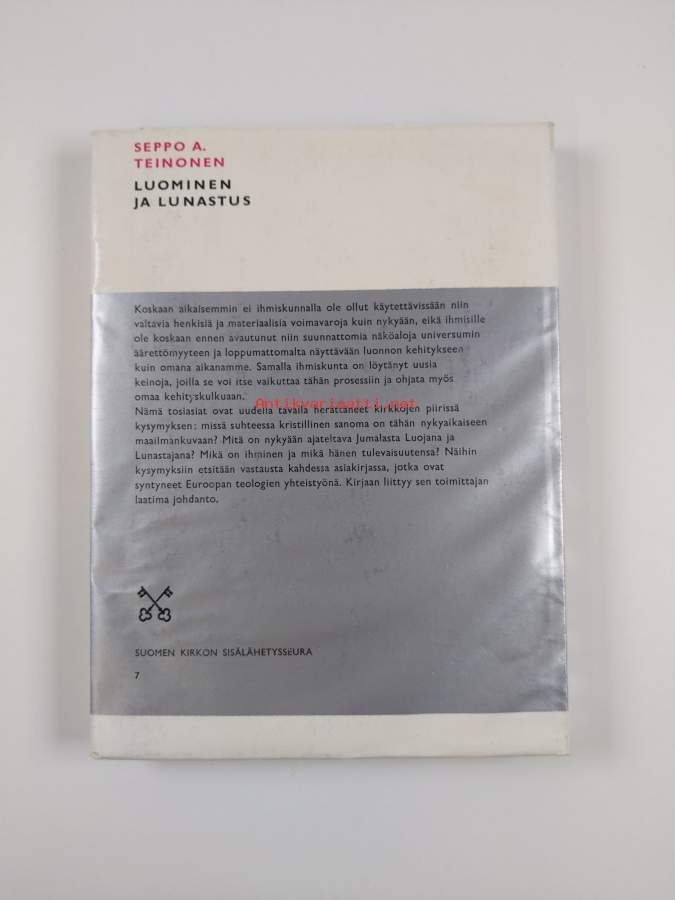 SEPPO A.
TEINONEN
LUOMINEN
JA LUNASTUS
Koskaan aikaisemmin ei ihmiskunnalla ole ollut käytettävissään niin
valtavia henkisiä ja materiaalisia voimavaroja kuin nykyään, eikä ihmisille
ole koskaan ennen avautunut niin suunnattomia näköaloja universumin
äärettömyyteen ja loppumattomalta näyttävään luonnon kehitykseen
kuin omana aikanamme. Samalla ihmiskunta on löytänyt uusia
keinoja, joilla se voi itse vaikuttaa tähän prosessiin ja ohjata myös
omaa kehityskulkuaan.
Antikvariaatti.net
Nämä tosiasiat ovat uudella tavalla herättäneet kirkkojen piirissä
kysymyksen: missä suhteessa kristillinen sanoma on tähän nykyaikaiseen
maailmankuvaan? Mitä on nykyään ajateltava Jumalasta Luojana ja
Lunastajana? Mikä on ihminen ja mikä hänen tulevaisuutensa? Näihin
kysymyksiin etsitään vastausta kahdessa asiakirjassa, jotka ovat
syntyneet Euroopan teologien yhteistyönä. Kirjaan liittyy sen toimittajan
laatima johdanto.
SUOMEN KIRKON SISÄLÄHETYSSEURA
7